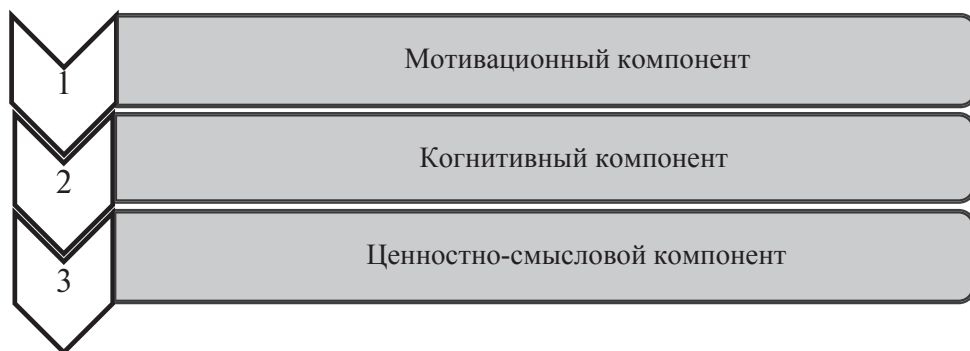 1
Мотивационный компонент
2
Когнитивный компонент
3
Ценностно-смысловой компонент